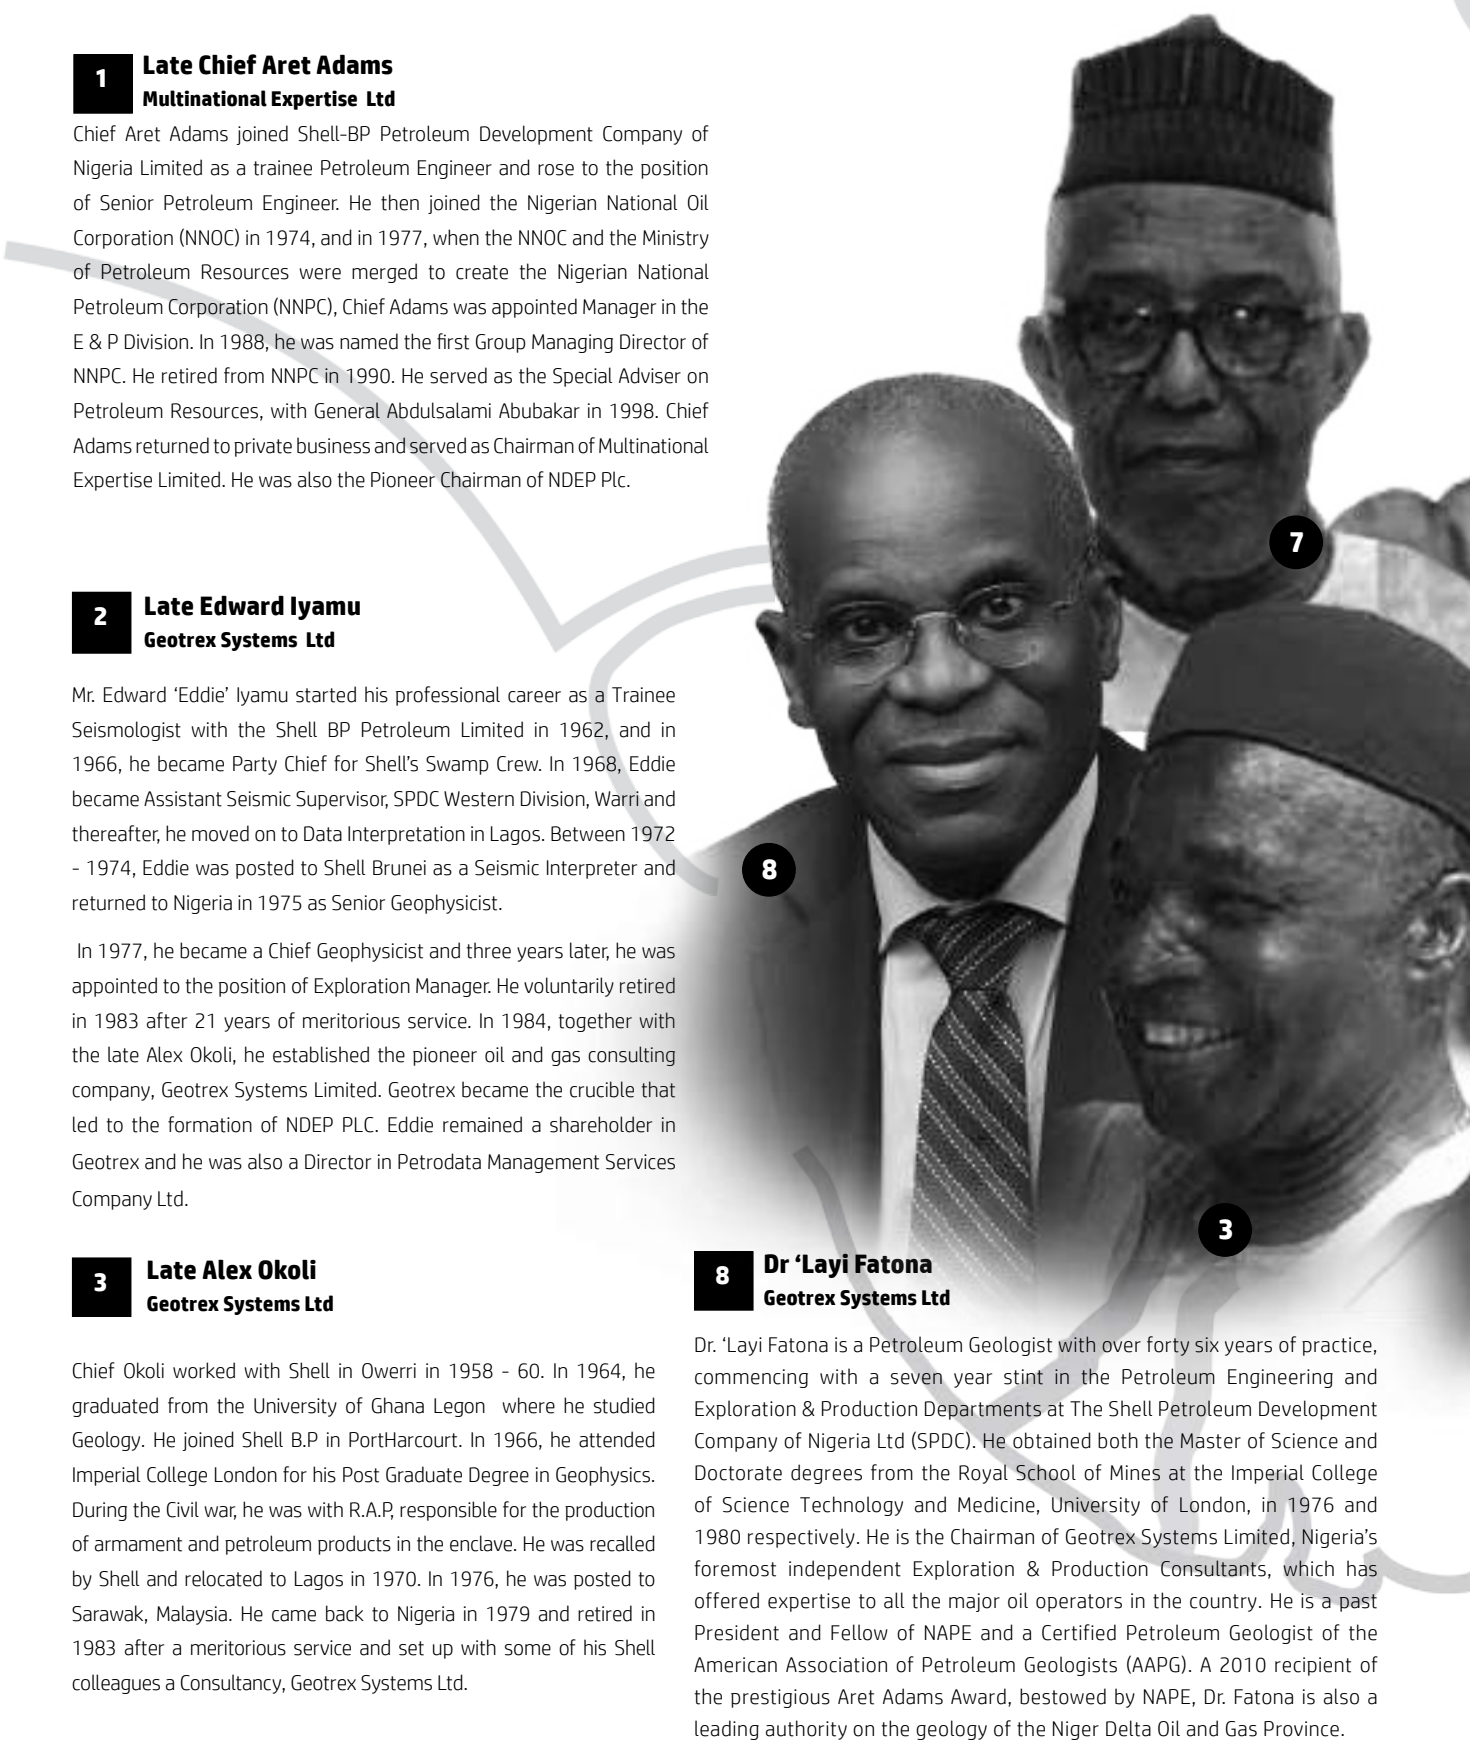 1
Late Chief Aret Adams
Multinational Expertise Ltd
Chief Aret Adams joined Shell-BP Petroleum Development Company of
Nigeria Limited as a trainee Petroleum Engineer and rose to the position
of Senior Petroleum Engineer. He then joined the Nigerian National Oil
Corporation (NNOC) in 1974, and in 1977, when the NNOC and the Ministry
of Petroleum Resources were merged to create the Nigerian National
Petroleum Corporation (NNPC), Chief Adams was appointed Manager in the
E & P Division. In 1988, he was named the first Group Managing Director of
NNPC. He retired from NNPC in 1990. He served as the Special Adviser on
Petroleum Resources, with General Abdulsalami Abubakar in 1998. Chief
Adams returned to private business and served as Chairman of Multinational
Expertise Limited. He was also the Pioneer Chairman of NDEP Plc.
2
Late Edward Iyamu
Geotrex Systems Ltd
Mr. Edward ‘Eddie’ Iyamu started his professional career as a Trainee
Seismologist with the Shell BP Petroleum Limited in 1962, and in
1966, he became Party Chief for Shell’s Swamp Crew. In 1968, Eddie
became Assistant Seismic Supervisor, SPDC Western Division, Warri and
thereafter, he moved on to Data Interpretation in Lagos. Between 1972
- 1974, Eddie was posted to Shell Brunei as a Seismic Interpreter and
returned to Nigeria in 1975 as Senior Geophysicist.
In 1977, he became a Chief Geophysicist and three years later, he was
appointed to the position of Exploration Manager. He voluntarily retired
in 1983 after 21 years of meritorious service. In 1984, together with
the late Alex Okoli, he established the pioneer oil and gas consulting
company, Geotrex Systems Limited. Geotrex became the crucible that
led to the formation of NDEP PLC. Eddie remained a shareholder in
Geotrex and he was also a Director in Petrodata Management Services
Company Ltd.
3
Late Alex Okoli
Geotrex Systems Ltd
Chief Okoli worked with Shell in Owerri in 1958 - 60. In 1964, he
graduated from the University of Ghana Legon where he studied
Geology. He joined Shell B.P in PortHarcourt. In 1966, he attended
Imperial College London for his Post Graduate Degree in Geophysics.
During the Civil war, he was with R.A.P, responsible for the production
of armament and petroleum products in the enclave. He was recalled
by Shell and relocated to Lagos in 1970. In 1976, he was posted to
Sarawak, Malaysia. He came back to Nigeria in 1979 and retired in
1983 after a meritorious service and set up with some of his Shell
colleagues a Consultancy, Geotrex Systems Ltd.
7
8
3
8
Dr ‘Layi Fatona
Geotrex Systems Ltd
Dr. ‘Layi Fatona is a Petroleum Geologist with over forty six years of practice,
commencing with a seven year stint in the Petroleum Engineering and
Exploration & Production Departments at The Shell Petroleum Development
Company of Nigeria Ltd (SPDC). He obtained both the Master of Science and
Doctorate degrees from the Royal School of Mines at the Imperial College
of Science Technology and Medicine, University of London, in 1976 and
1980 respectively. He is the Chairman of Geotrex Systems Limited, Nigeria’s
foremost independent Exploration & Production Consultants, which has
offered expertise to all the major oil operators in the country. He is a past
President and Fellow of NAPE and a Certified Petroleum Geologist of the
American Association of Petroleum Geologists (AAPG). A 2010 recipient of
the prestigious Aret Adams Award, bestowed by NAPE, Dr. Fatona is also a
leading authority on the geology of the Niger Delta Oil and Gas Province.